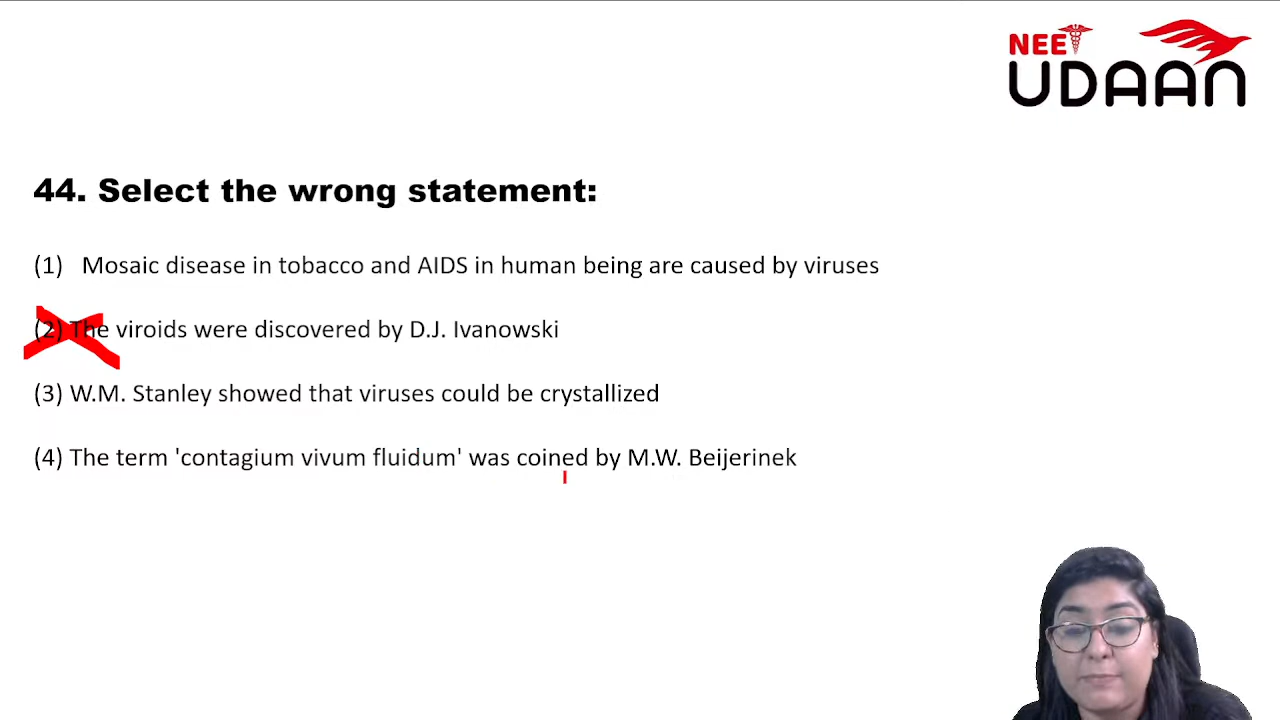 NEET
UDAAN
44. Select the wrong statement:
(1) Mosaic disease in tobacco and AIDS in human being are caused by viruses
(2) The viroids were discovered by D.J. Ivanowski
(3) W.M. Stanley showed that viruses could be crystallized
(4) The term 'contagium vivum fluidum' was coined by M.W. Beijerinek